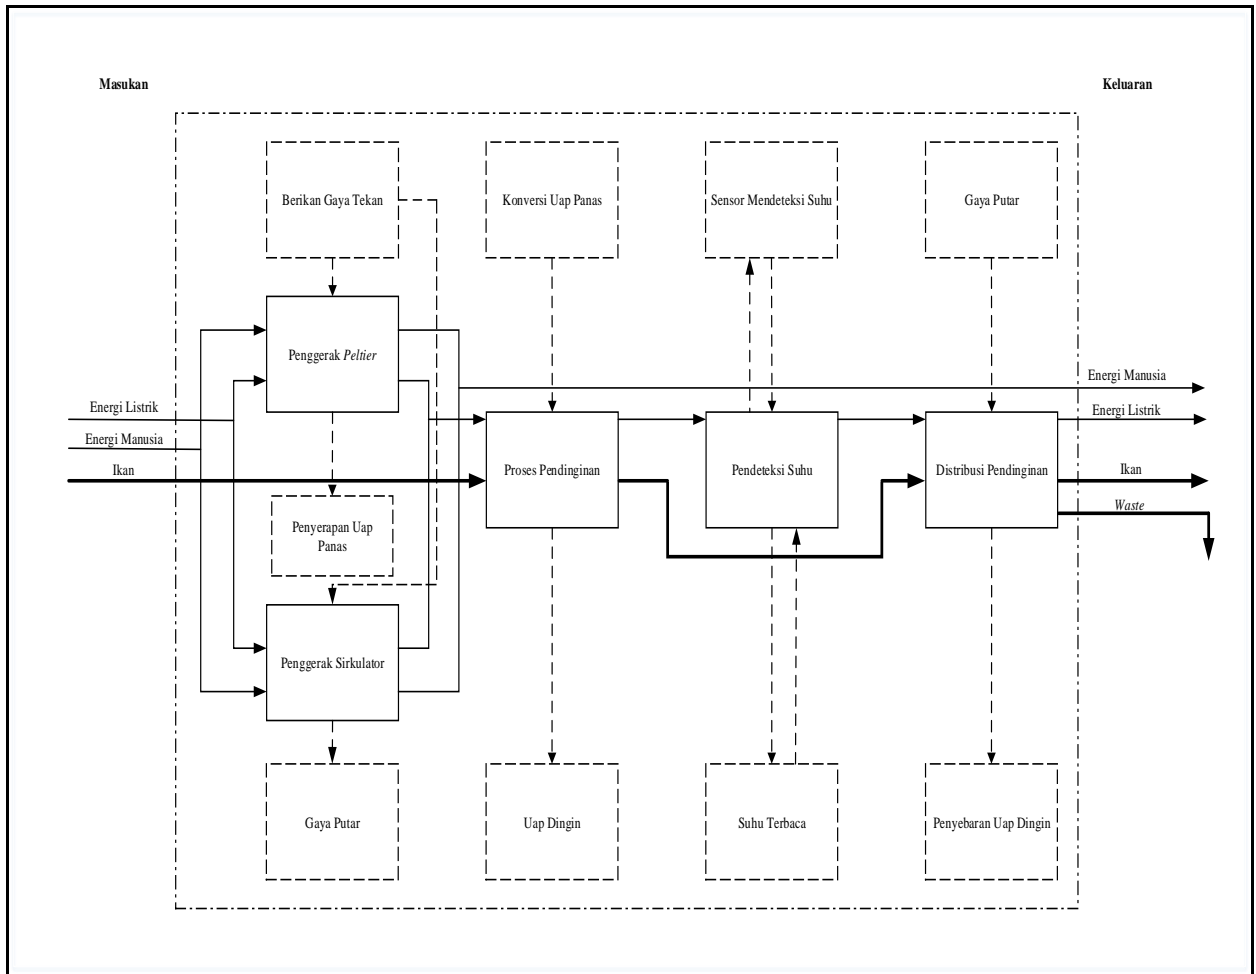 Masukan
Keluaran
Berikan Gaya Tekan
Konversi Uap Panas
Sensor Mendeteksi Suhu
Gaya Putar
Penggerak Peltier
Energi Manusia
Energi Listrik
Energi Listrik
Energi Manusia
Ikan
Proses Pendinginan
Pendeteksi Suhu
Distribusi Pendinginan
Ikan
Waste
Penyerapan Uap
Panas
Penggerak Sirkulator
Gaya Putar
Uap Dingin
Suhu Terbaca
Penyebaran Uap Dingin